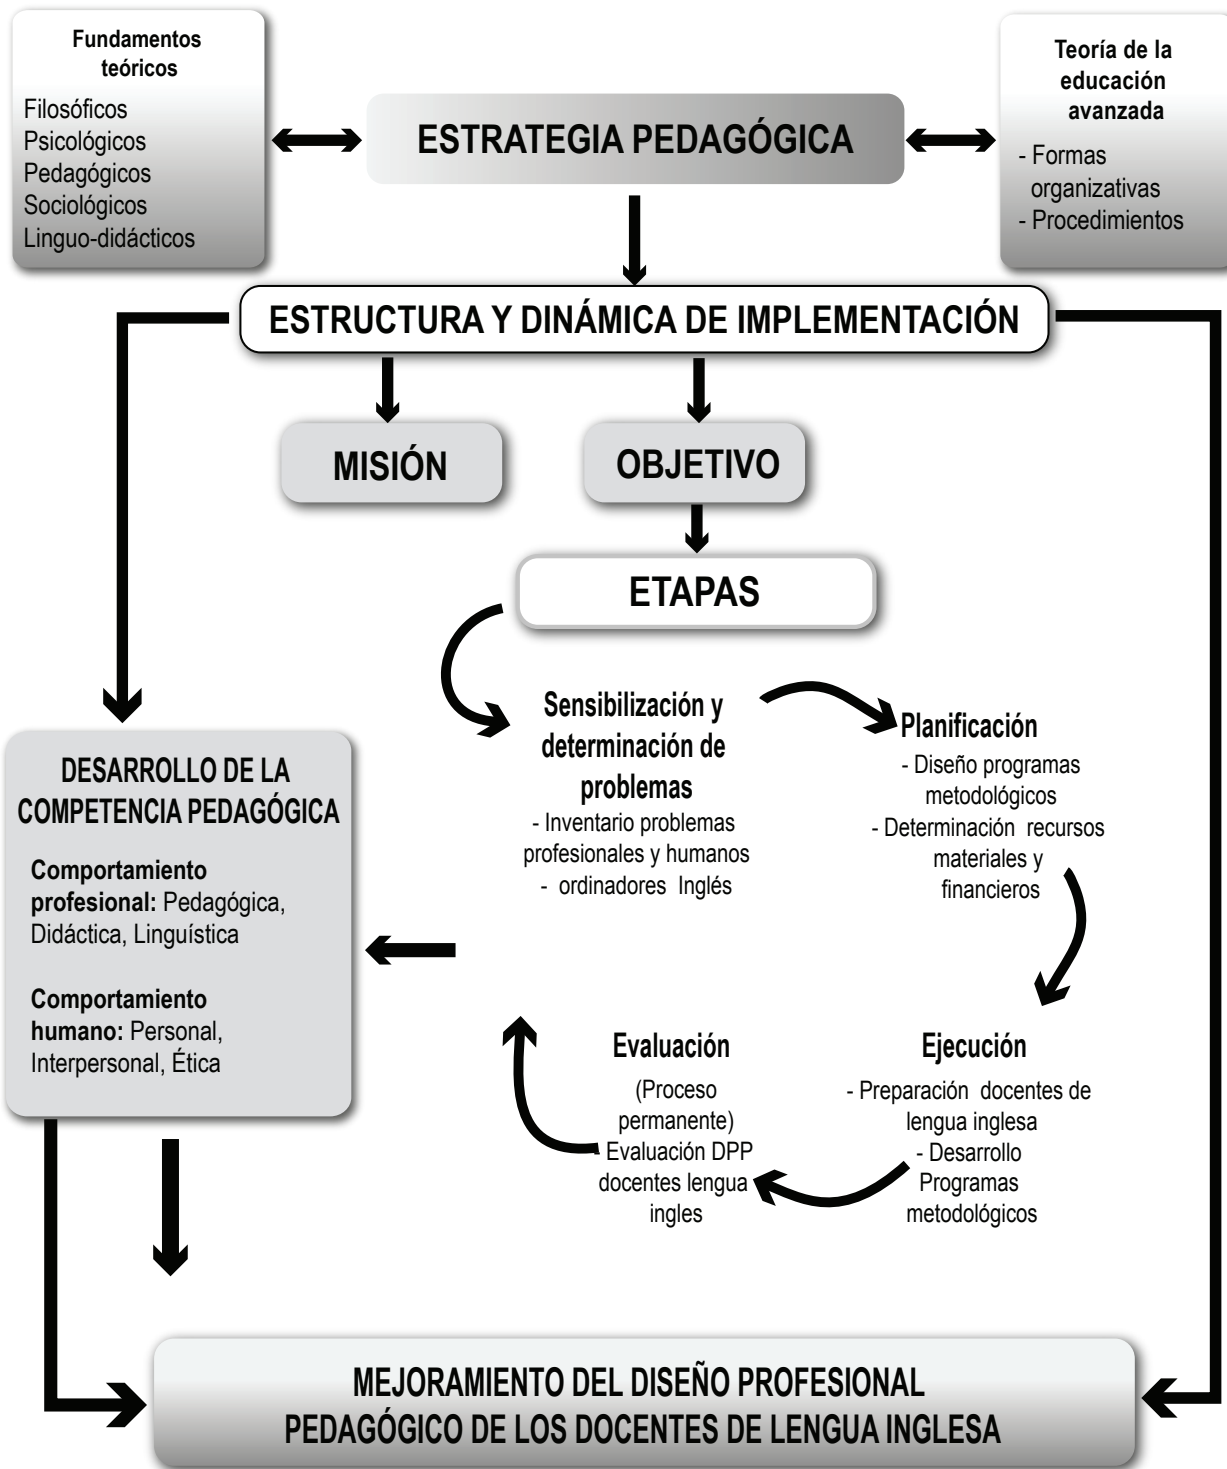 Fundamentos
teóricos
Filosóficos
Psicológicos
Pedagógicos
Sociológicos
Linguo-didácticos
ESTRATEGIA PEDAGÓGICA
Teoría de la
educación
avanzada
- Formas
organizativas
- Procedimientos
ESTRUCTURA Y DINÁMICA DE IMPLEMENTACIÓN
MISIÓN
OBJETIVO
ETAPAS
Sensibilización y
determinación de
problemas
- Inventario problemas
profesionales y humanos
- ordinadores Inglés
Planificación
- Diseño programas
metodológicos
- Determinación recursos
materiales y
financieros
DESARROLLO DE LA
COMPETENCIA PEDAGÓGICA
Comportamiento
profesional: Pedagógica,
Didáctica, Linguística
Comportamiento
humano: Personal,
Interpersonal, Ética
Evaluación
(Proceso
permanente)
- Evaluación DPP
docentes lengua
ingles
Ejecución
- Preparación docentes de
lengua inglesa
- Desarrollo
Programas
metodológicos
MEJORAMIENTO DEL DISEÑO PROFESIONAL
PEDAGÓGICO DE LOS DOCENTES DE LENGUA INGLESA